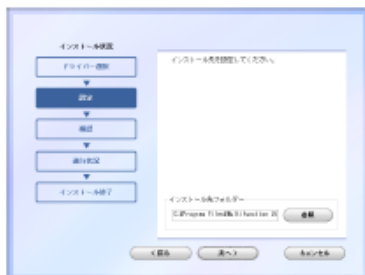 インストール状況
ドライバー選択
設定
確認
進行状況
インストール終了
インストール先を設定してください。
インストール先フォルダー
C:¥Program Files¥Multifunction
参照
< 戻る
次へ >
キャンセル